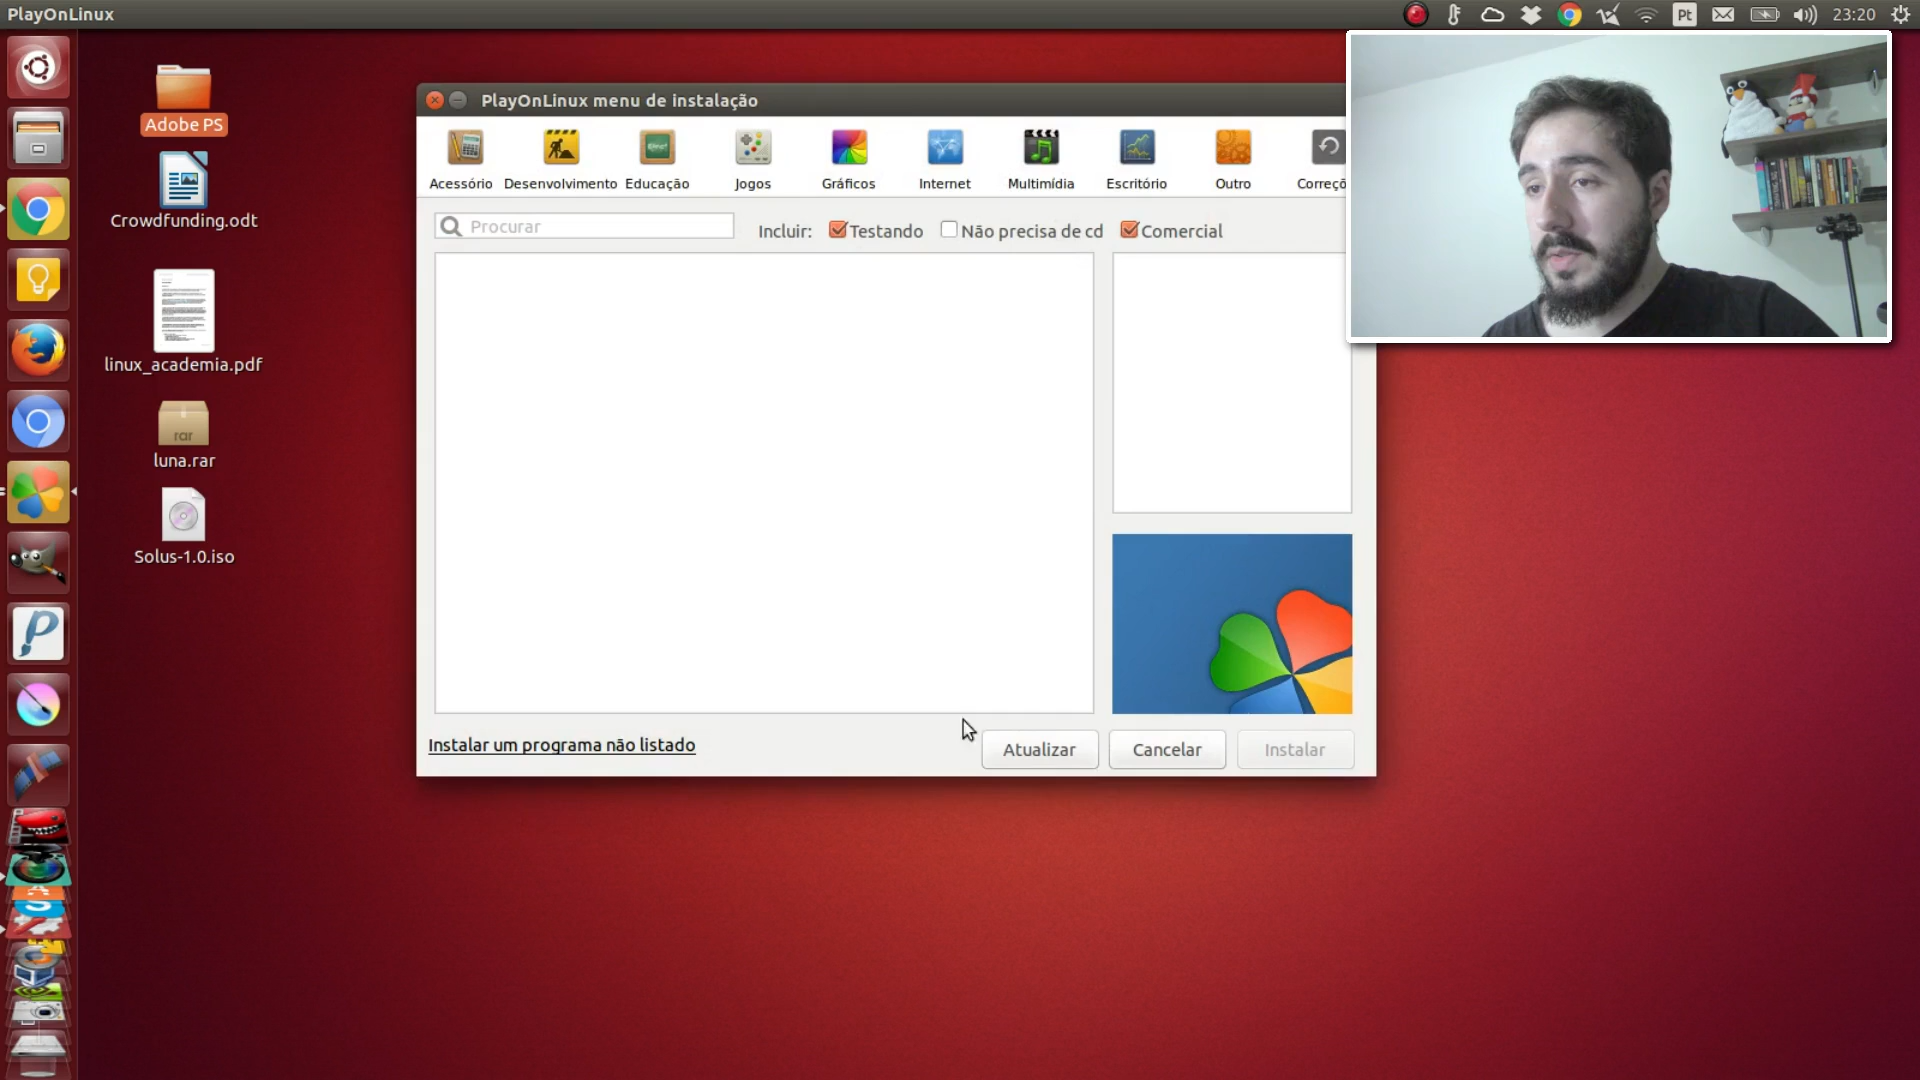 PlayOnLinux
Pt
23:20
Adobe PS
Crowdfunding.odt
linux_academia.pdf
rar
luna.rar
Solus-1.0.iso
PlayOnLinux menu de instalação
Acessório
Desenvolvimento
Educação
Jogos
Gráficos
Internet
Multimídia
Escritório
Outro
Correçõ
Procurar
Incluir:
Testando
Não precisa de cd
Comercial
Instalar um programa não listado
Atualizar
Cancelar
Instalar